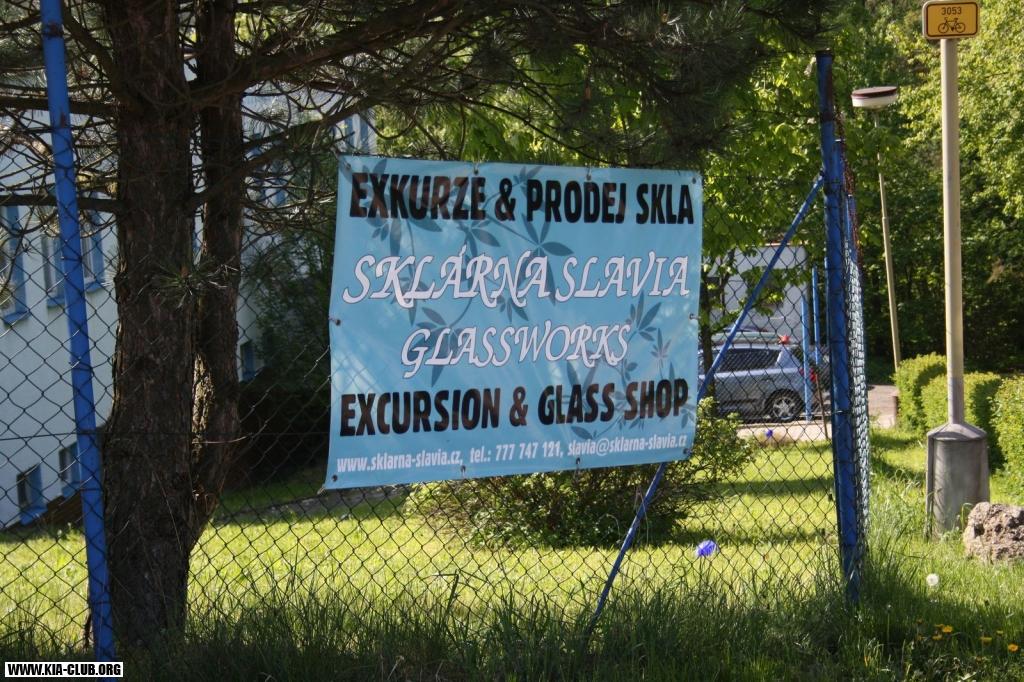 3053
EXKURZE & PRODEJ SKLA
SKLÁRNA SLAVIA
GLASSWORKS
EXCURSION & GLASS SHOP
www.sklarna-slavia.cz, tel.: 777 747 121, slavia@sklarna-slavia.cz
WWW.KIA-CLUB.ORG